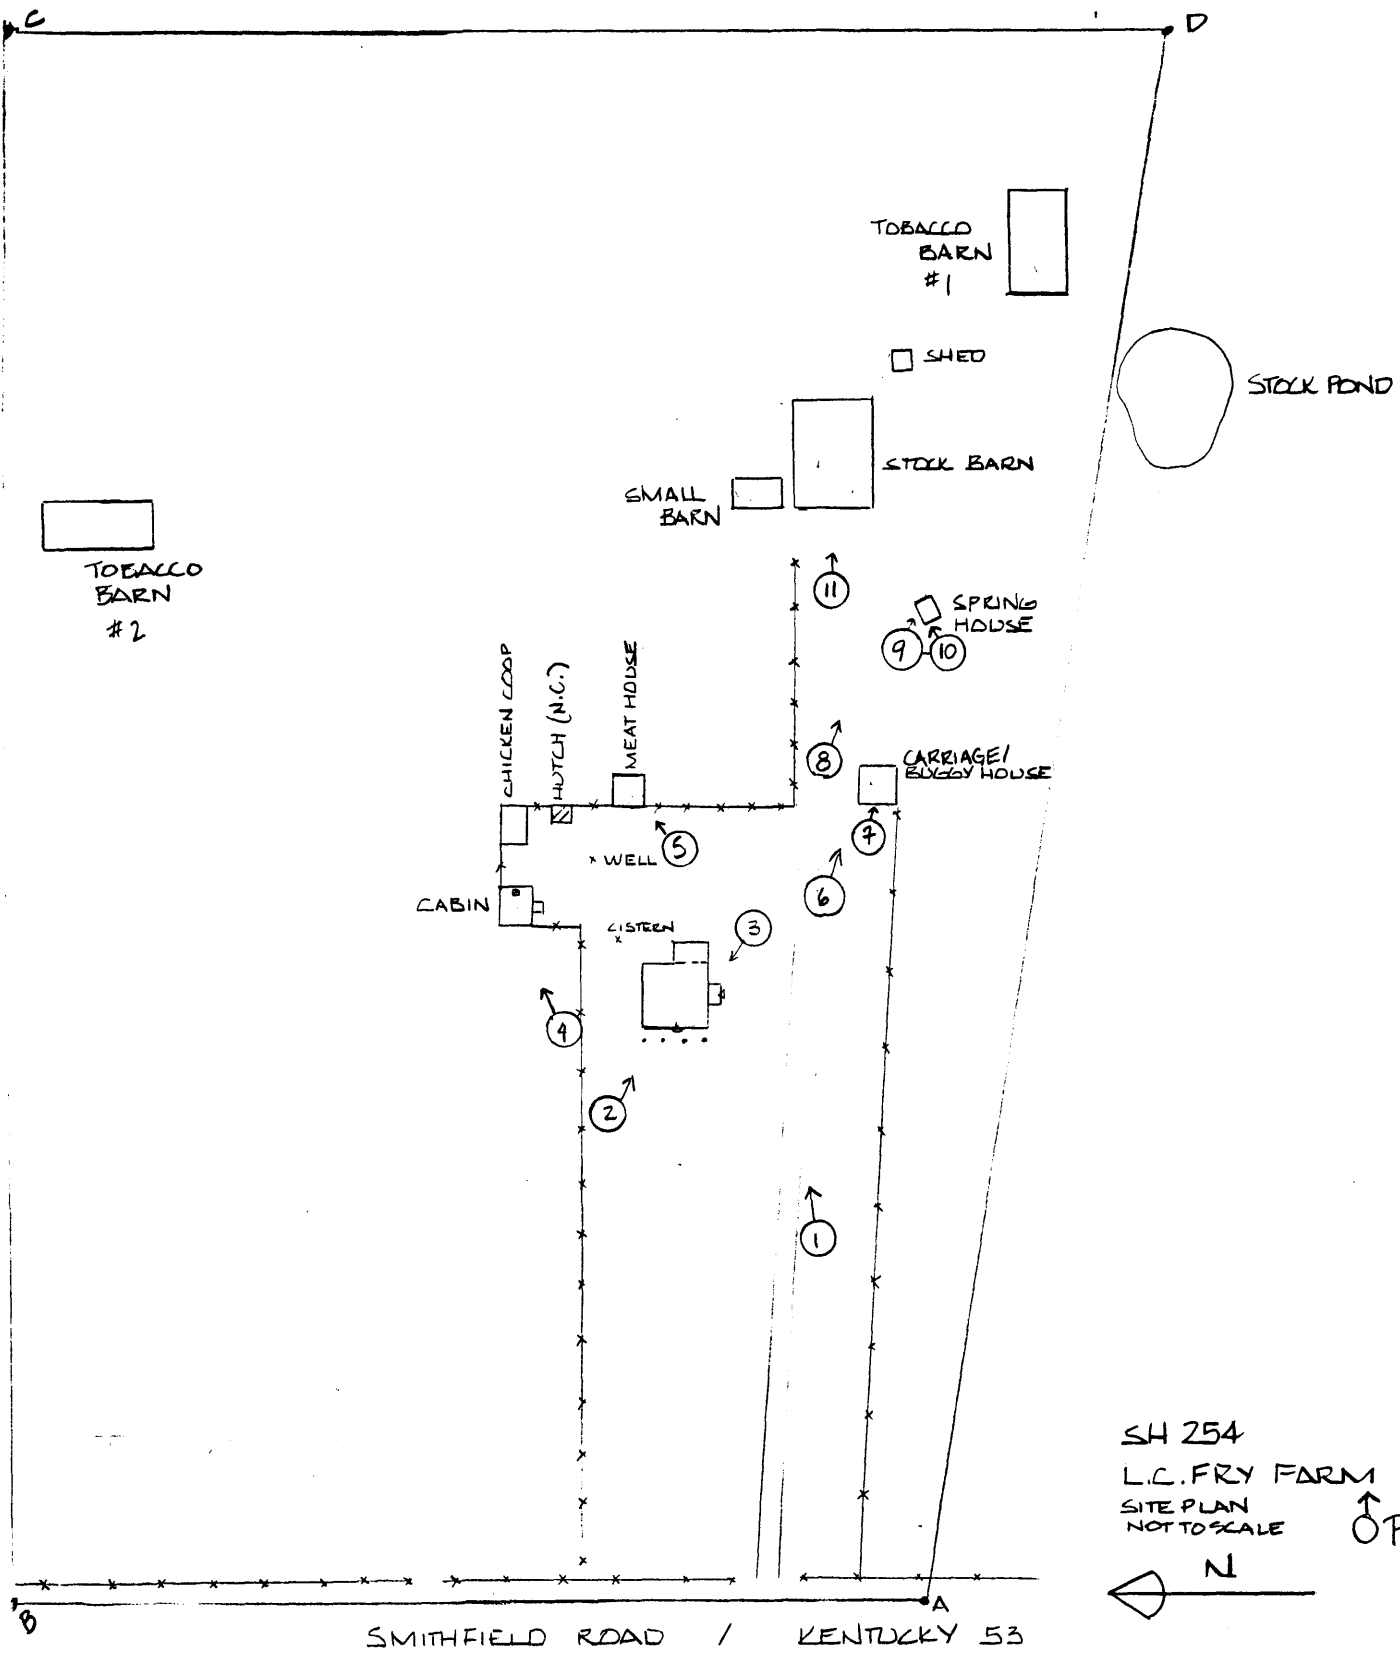 C
D
TOBACCO
BARN
#1
SHED
STOCK POND
STOCK BARN
SMALL
BARN
TOBACCO
BARN
#2
11
SPRING
HOUSE
9
10
CHICKEN COOP
HUTCH (N.C.)
MEAT HOUSE
8
CARRIAGE/
BUGGY HOUSE
7
5
WELL
6
CABIN
CISTERN
3
4
2
1
SH 254
L.C. FRY FARM
SITE PLAN
NOT TO SCALE
P
N
B
A
SMITHFIELD ROAD / KENTUCKY 53